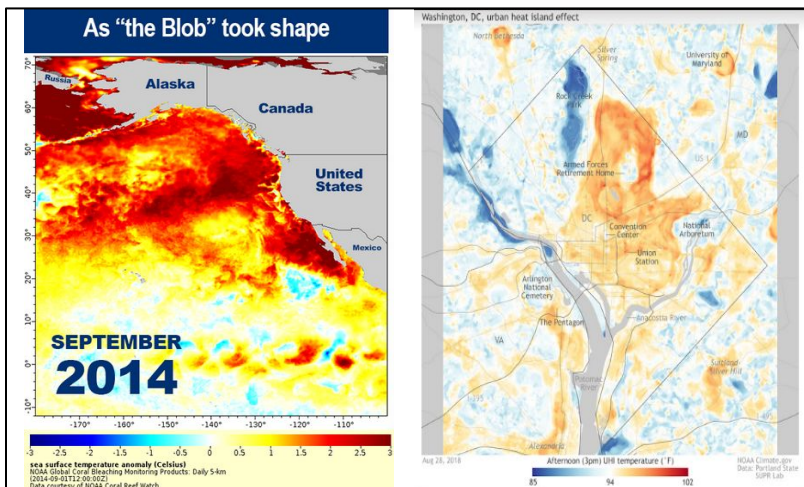 As “the Blob” took shape
70°
60°
50°
40°
30°
20°
10°
0°
-10°
Russia
Alaska
Canada
United
States
Mexico
SEPTEMBER
2014
-170° -160° -150° -140° -130° -120° -110°
-3 -2.5 -2 -1.5 -1 -0.5 0 0.5 1 1.5 2 2.5 3
sea surface temperature anomaly (Celsius)
NOAA Global Coral Bleaching Monitoring Products: Daily 5-km
(2014-09-01T12:00:00Z)
Data courtesy of NOAA Coral Reef Watch
Washington, DC, urban heat island effect
North Bethesda
Silver
Spring
University of
Maryland
Rock Creek
Park
MD
Armed Forces
Retirement Home
US 1
DC
Convention
Center
National
Arboretum
Union
Station
Arlington
National
Cemetery
The Pentagon
Anacostia River
VA
Suitland
Silver Hill
Potomac
River
I-395
Alexandria
Aug 28, 2018
Afternoon (3pm) UHI temperature (°F)
85 94 102
NOAA Climate.gov
Data: Portland State
SUPR Lab